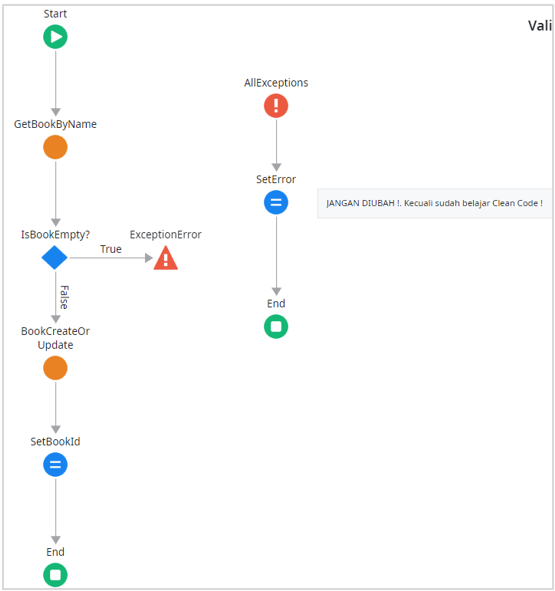 Start
Vali
AllExceptions
GetBookByName
SetError
JANGAN DIUBAH !. Kecuali sudah belajar Clean Code !
IsBookEmpty?
ExceptionError
True
False
End
BookCreateOr
Update
SetBookId
End